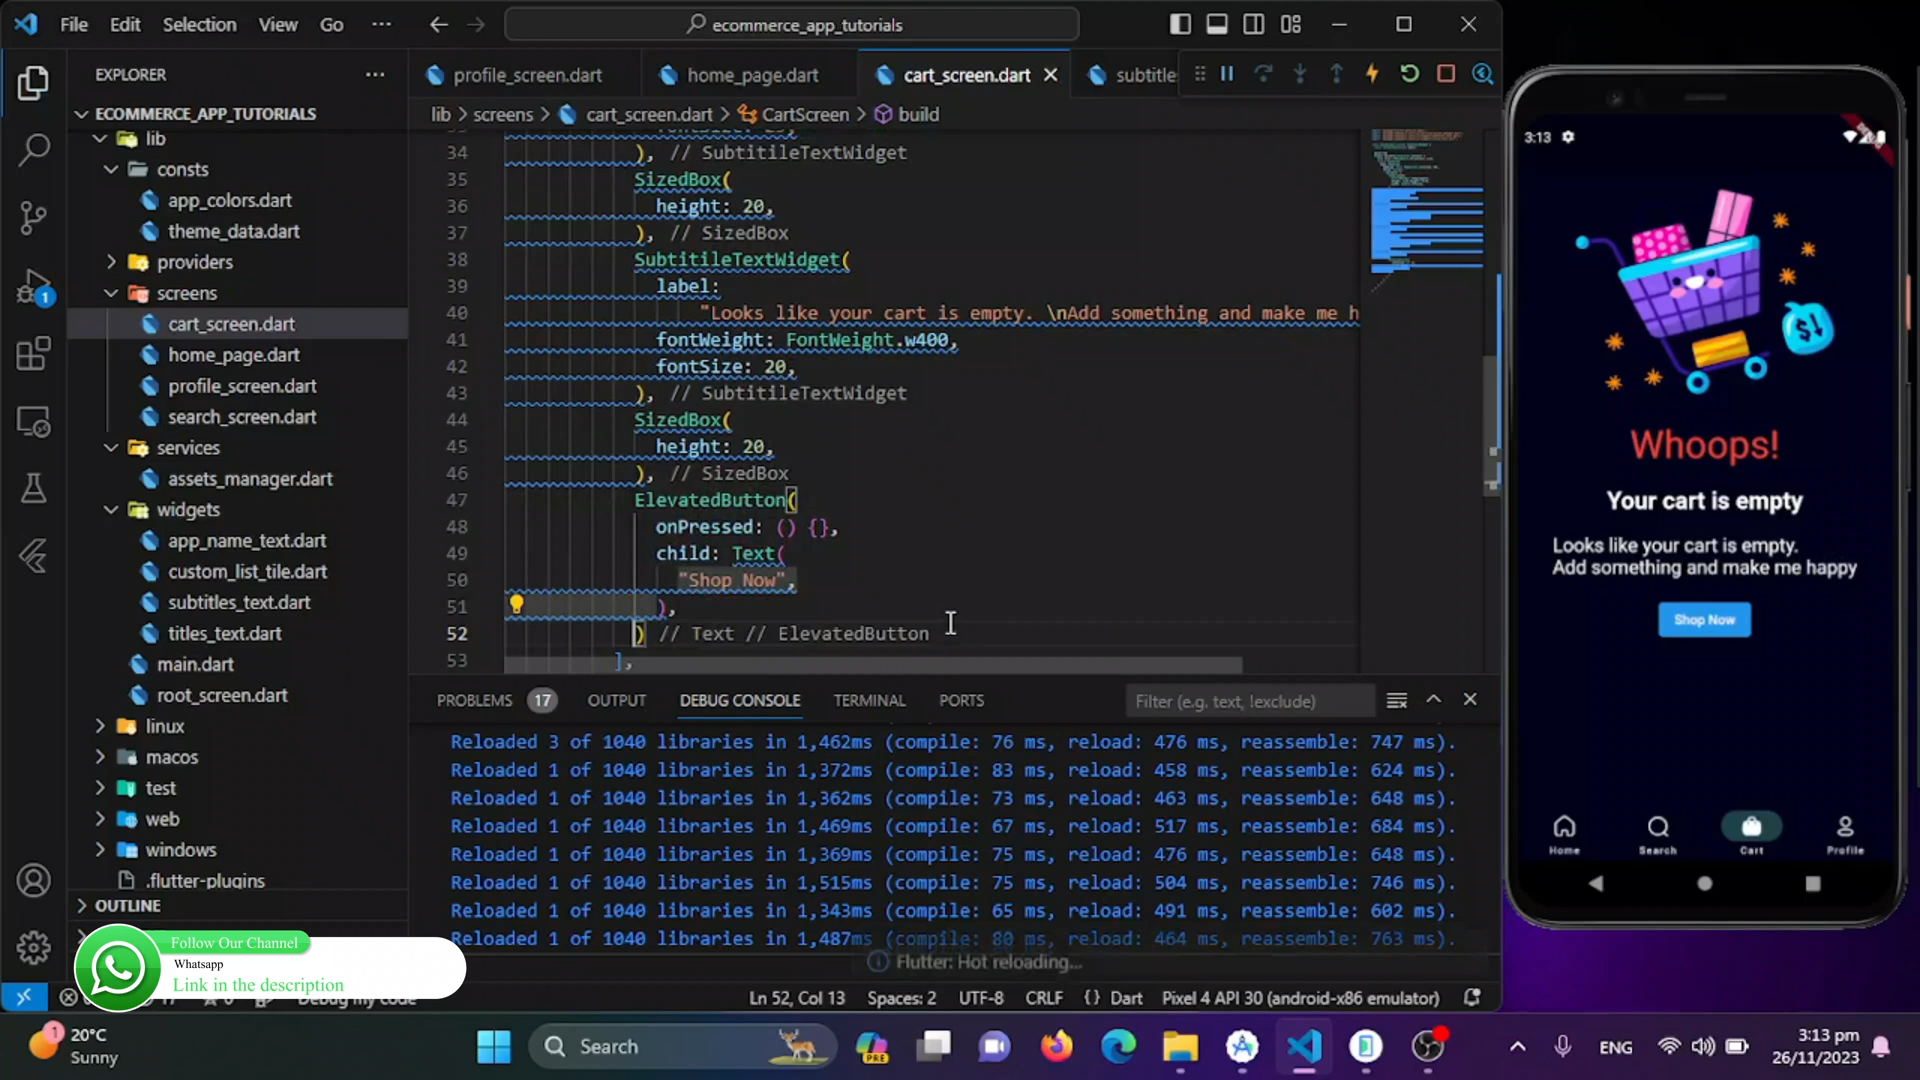 File Edit Selection View Go ...
ecommerce_app_tutorials
EXPLORER
ECOMMERCE_APP_TUTORIALS
lib
consts
app_colors.dart
theme_data.dart
providers
screens
cart_screen.dart
home_page.dart
profile_screen.dart
search_screen.dart
services
assets_manager.dart
widgets
app_name_text.dart
custom_list_tile.dart
subtitles_text.dart
titles_text.dart
main.dart
root_screen.dart
linux
macos
test
web
windows
.flutter-plugins
OUTLINE
1
profile_screen.dart home_page.dart cart_screen.dart subtitle
lib > screens > cart_screen.dart > CartScreen > build
34 ), // SubtitileTextWidget
35 SizedBox(
36 height: 20,
37 ), // SizedBox
38 SubtitileTextWidget(
39 label:
40 "Looks like your cart is empty. \nAdd something and make me h
41 fontWeight: FontWeight.w400,
42 fontSize: 20,
43 ), // SubtitileTextWidget
44 SizedBox(
45 height: 20,
46 ), // SizedBox
47 ElevatedButton(
48 onPressed: () {},
49 child: Text(
50 "Shop Now",
51 ),
52 ) // Text // ElevatedButton
53 ],
PROBLEMS 17 OUTPUT DEBUG CONSOLE TERMINAL PORTS
Filter (e.g. text, !exclude)
Reloaded 3 of 1040 libraries in 1,462ms (compile: 76 ms, reload: 476 ms, reassemble: 747 ms).
Reloaded 1 of 1040 libraries in 1,372ms (compile: 83 ms, reload: 458 ms, reassemble: 624 ms).
Reloaded 1 of 1040 libraries in 1,362ms (compile: 73 ms, reload: 463 ms, reassemble: 648 ms).
Reloaded 1 of 1040 libraries in 1,469ms (compile: 67 ms, reload: 517 ms, reassemble: 684 ms).
Reloaded 1 of 1040 libraries in 1,369ms (compile: 75 ms, reload: 476 ms, reassemble: 648 ms).
Reloaded 1 of 1040 libraries in 1,515ms (compile: 75 ms, reload: 504 ms, reassemble: 746 ms).
Reloaded 1 of 1040 libraries in 1,343ms (compile: 65 ms, reload: 491 ms, reassemble: 602 ms).
Reloaded 1 of 1040 libraries in 1,487ms (compile: 80 ms, reload: 464 ms, reassemble: 763 ms).
Flutter: Hot reloading...
Follow Our Channel
Whatsapp
Link in the description
Debug my code
Ln 52, Col 13 Spaces: 2 UTF-8 CRLF {} Dart Pixel 4 API 30 (android-x86 emulator)
3:13
Whoops!
Your cart is empty
Looks like your cart is empty.
Add something and make me happy
Shop Now
Home Search Cart Profile
1
20°C
Sunny
Search
PRE
ENG
3:13 pm
26/11/2023